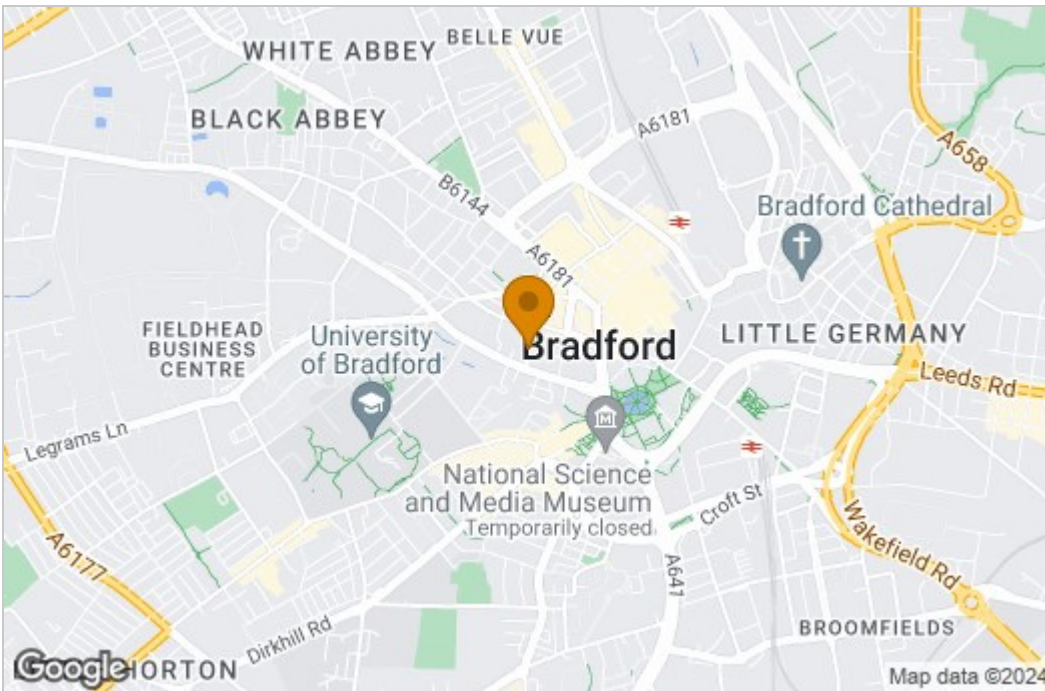 WHITE ABBEY
BELLE VUE
BLACK ABBEY
A6181
A658
B6144
Bradford Cathedral
A6181
FIELDHEAD
BUSINESS
CENTRE
University
of Bradford
Bradford
LITTLE GERMANY
Leeds Rd
Legrams Ln
M
National Science
and Media Museum
Temporarily closed
Croft St
A6177
Wakefield Rd
A641
Dirkhill Rd
BROOMFIELDS
HORTON
Google
Map data ©2024